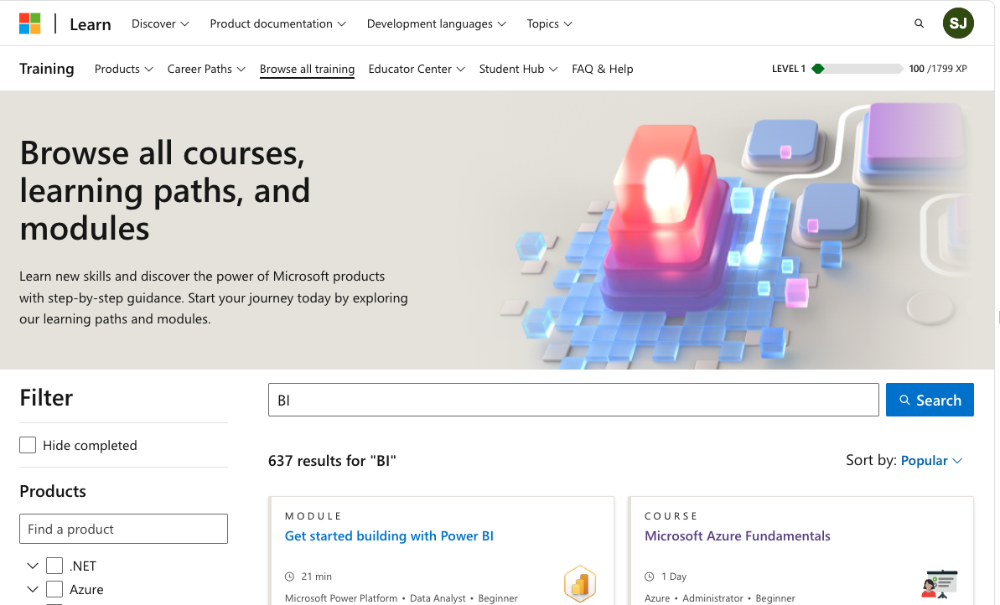 Learn Discover Product documentation Development languages Topics SJ
Training Products Career Paths Browse all training Educator Center Student Hub FAQ & Help LEVEL 1 100 /1799 XP
Browse all courses,
learning paths, and
modules
Learn new skills and discover the power of Microsoft products
with step-by-step guidance. Start your journey today by exploring
our learning paths and modules.
Filter
Hide completed
Products
Find a product
.NET
Azure
BI
Search
637 results for "BI"
Sort by: Popular
MODULE
Get started building with Power BI
21 min
Microsoft Power Platform • Data Analyst • Beginner
COURSE
Microsoft Azure Fundamentals
1 Day
Azure • Administrator • Beginner